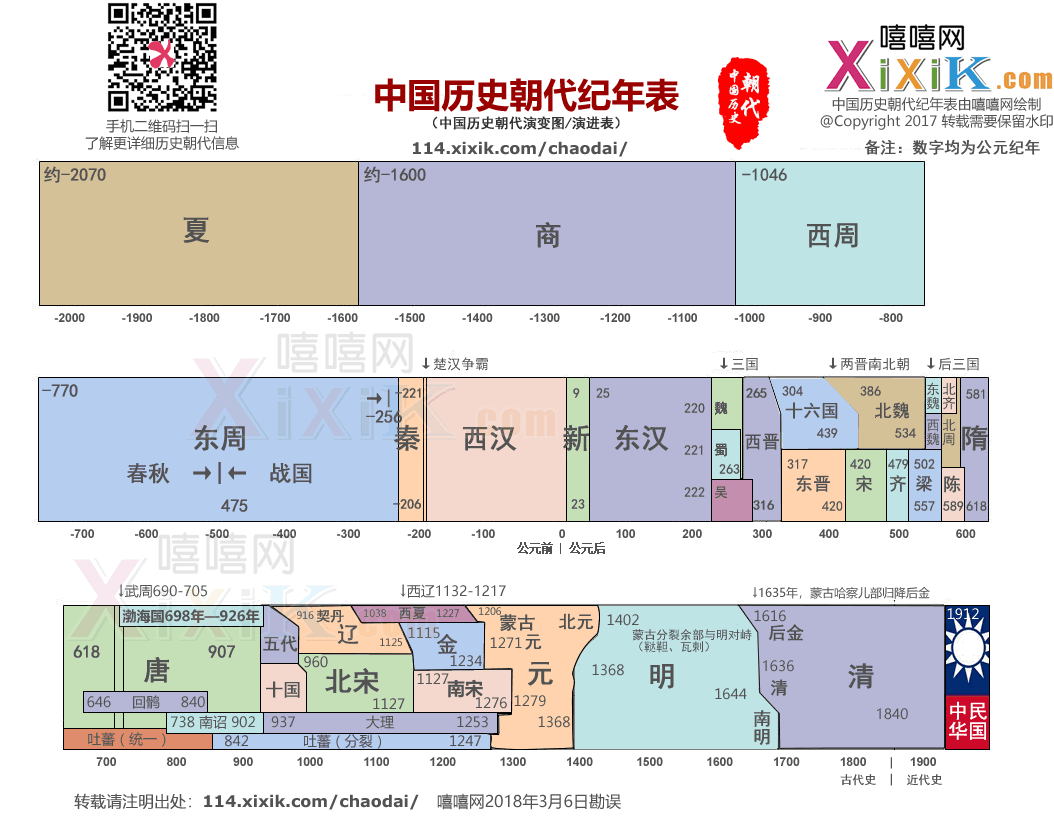 手机二维码扫一扫
了解更详细历史朝代信息
中国历史朝代纪年表
（中国历史朝代演变图/演进表）
114.xixik.com/chaodai/
朝代
中国历史
嘻嘻网
XiXiK.com
中国历史朝代纪年表由嘻嘻网绘制
@Copyright 2017 转载需要保留水印
备注：数字均为公元纪年
约-2070
夏
约-1600
商
-1046
西周
-2000 -1900 -1800 -1700 -1600 -1500 -1400 -1300 -1200 -1100 -1000 -900 -800
嘻嘻网
XiXiK.com
↓楚汉争霸
↓三国
↓两晋南北朝
↓后三国
-770
东周
春秋 →|← 战国
475
→|
-256
-221
秦
-206
西汉
9
新
23
25
东汉
220
221
222
魏
蜀
263
吴
265
西晋
316
304
十六国
439
386
北魏
534
东魏
北齐
西魏
北周
581
隋
618
317
东晋
420
420
宋
479
齐
502
梁
557
陈
589
-700 -600 -500 -400 -300 -200 -100 0 100 200 300 400 500 600
公元前 | 公元后
嘻嘻网
XiXiK
↓武周690-705
↓西辽1132-1217
↓1635年，蒙古哈察儿部归降后金
618
唐
907
渤海国698年—926年
646 回鹘 840
738 南诏 902
吐蕃（统一）
842 吐蕃（分裂） 1247
五代
十国
916 契丹
辽
1125
960
北宋
1127
937 大理 1253
1038 西夏 1227
1115
金
1234
1127
南宋
1276
1206
蒙古
1271 元
北元
元
1279
1368
1402
蒙古分裂余部与明对峙
（鞑靼、瓦剌）
1368
明
1644
1616
后金
1636
清
南明
清
1840
1912
中华民国
700 800 900 1000 1100 1200 1300 1400 1500 1600 1700 1800 1900
古代史 | 近代史
转载请注明出处：114.xixik.com/chaodai/ 嘻嘻网2018年3月6日勘误